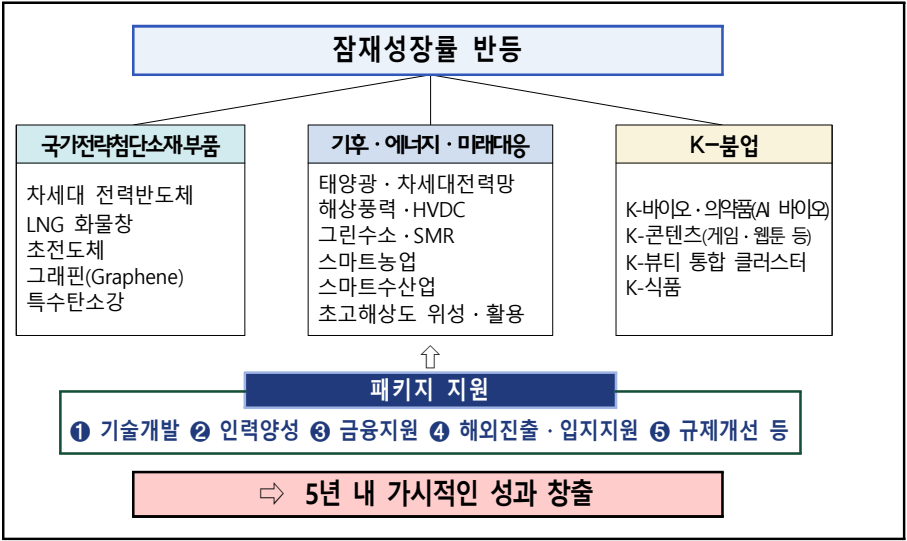 잠재성장률 반등
국가전략첨단소재·부품
차세대 전력반도체
LNG 화물창
초전도체
그래핀(Graphene)
특수탄소강
기후 · 에너지 · 미래대응
태양광 · 차세대전력망
해상풍력 · HVDC
그린수소 · SMR
스마트농업
스마트수산업
초고해상도 위성 · 활용
K-붐업
K-바이오 · 의약품(AI 바이오)
K-콘텐츠(게임 · 웹툰 등)
K-뷰티 통합 클러스터
K-식품
⇧
패키지 지원
❶ 기술개발 ❷ 인력양성 ❸ 금융지원 ❹ 해외진출 · 입지지원 ❺ 규제개선 등
⇨ 5년 내 가시적인 성과 창출